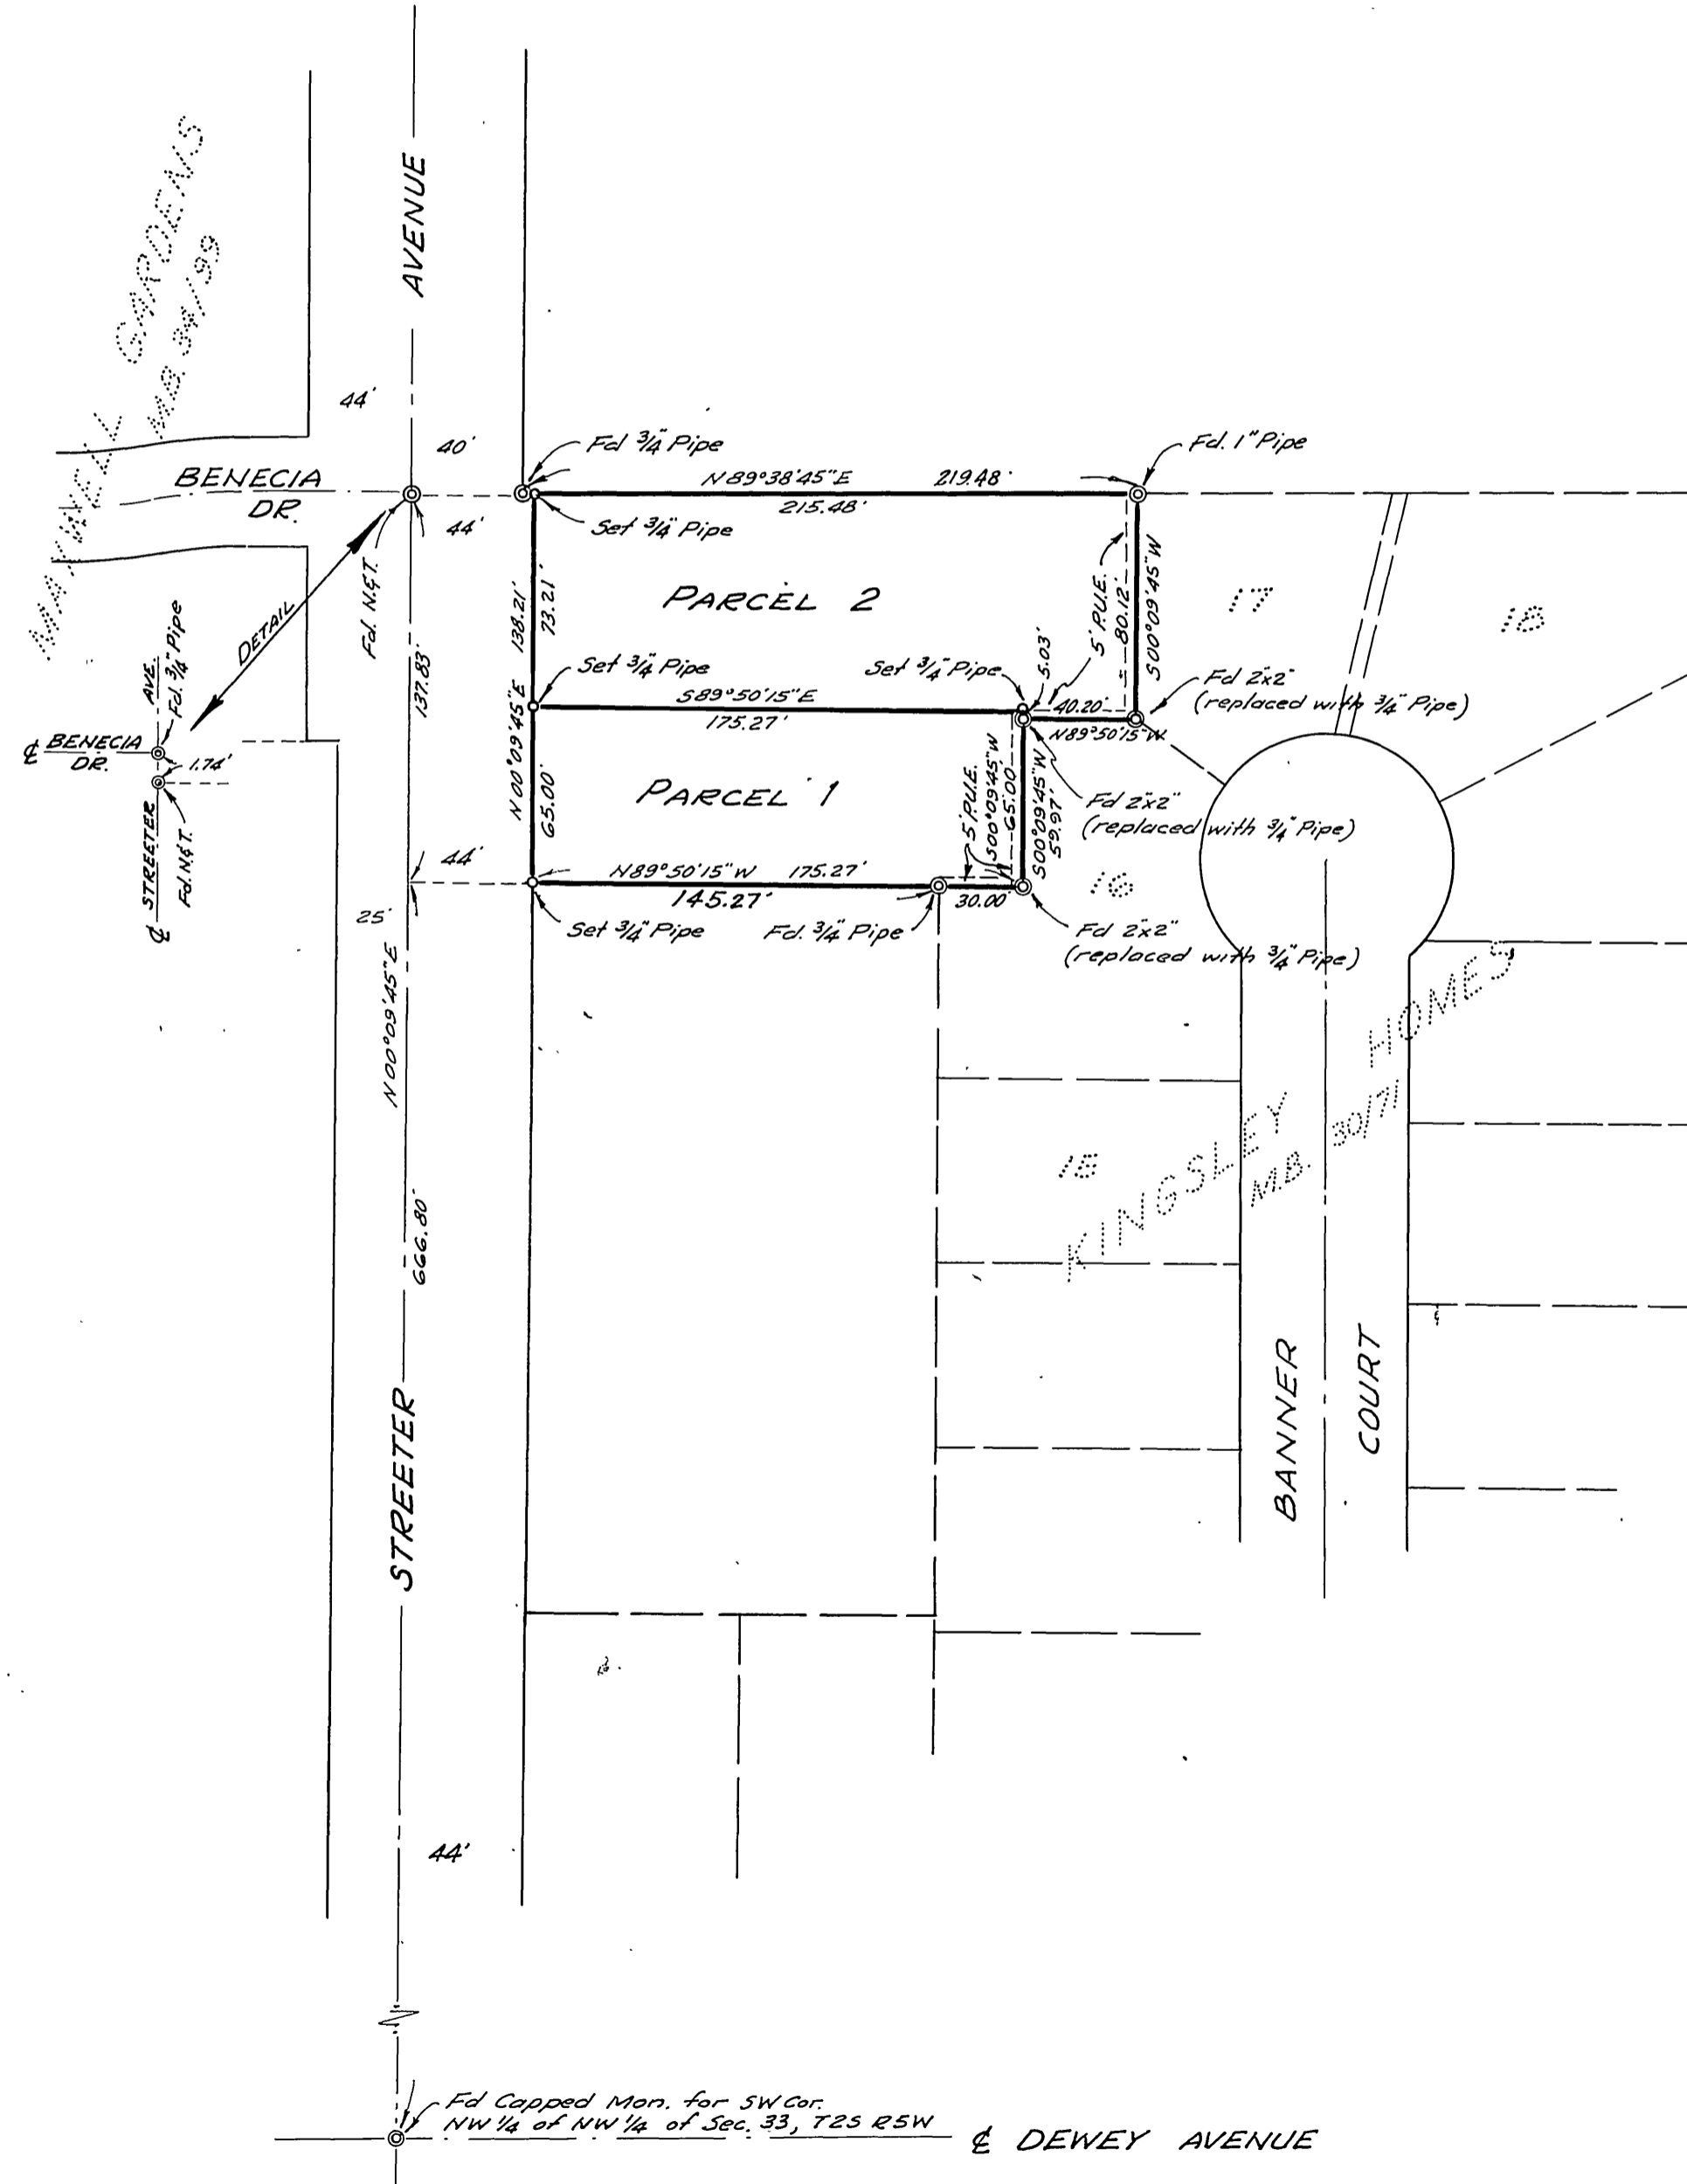 MAXWELL GARDENS
M.B. 34/99
AVENUE
44'
40'
BENECIA
DR.
44'
Fd 3/4" Pipe
Set 3/4" Pipe
N 89°38'45"E 219.48'
215.48'
Fd. 1" Pipe
Fd. N.&T.
DETAIL
AVE.
Fd. 3/4" Pipe
℄ BENECIA
DR.
1.74'
℄ STREETER
Fd. N.&T.
137.83'
N 00°09'45"E 138.21'
73.21'
65.00'
PARCEL 2
5' P.U.E.
80.12'
S00°09'45"W
17
18
Set 3/4" Pipe
Set 3/4" Pipe
5.03'
S89°50'15"E
175.27'
40.20'
N89°50'15"W
Fd 2"x2"
(replaced with 3/4" Pipe)
PARCEL 1
5' P.U.E.
S00°09'45"W
65.00'
S00°09'45"W
59.97'
Fd 2"x2"
(replaced with 3/4" Pipe)
44'
N89°50'15"W 175.27'
145.27'
30.00'
16
25'
Set 3/4" Pipe
Fd. 3/4" Pipe
Fd 2"x2"
(replaced with 3/4" Pipe)
N 00°09'45"E
666.80'
KINGSLEY HOMES
M.B. 30/71
15
STREETER
BANNER
COURT
44'
Fd Capped Mon. for SW Cor.
NW 1/4 of NW 1/4 of Sec. 33, T2S R5W
℄ DEWEY AVENUE